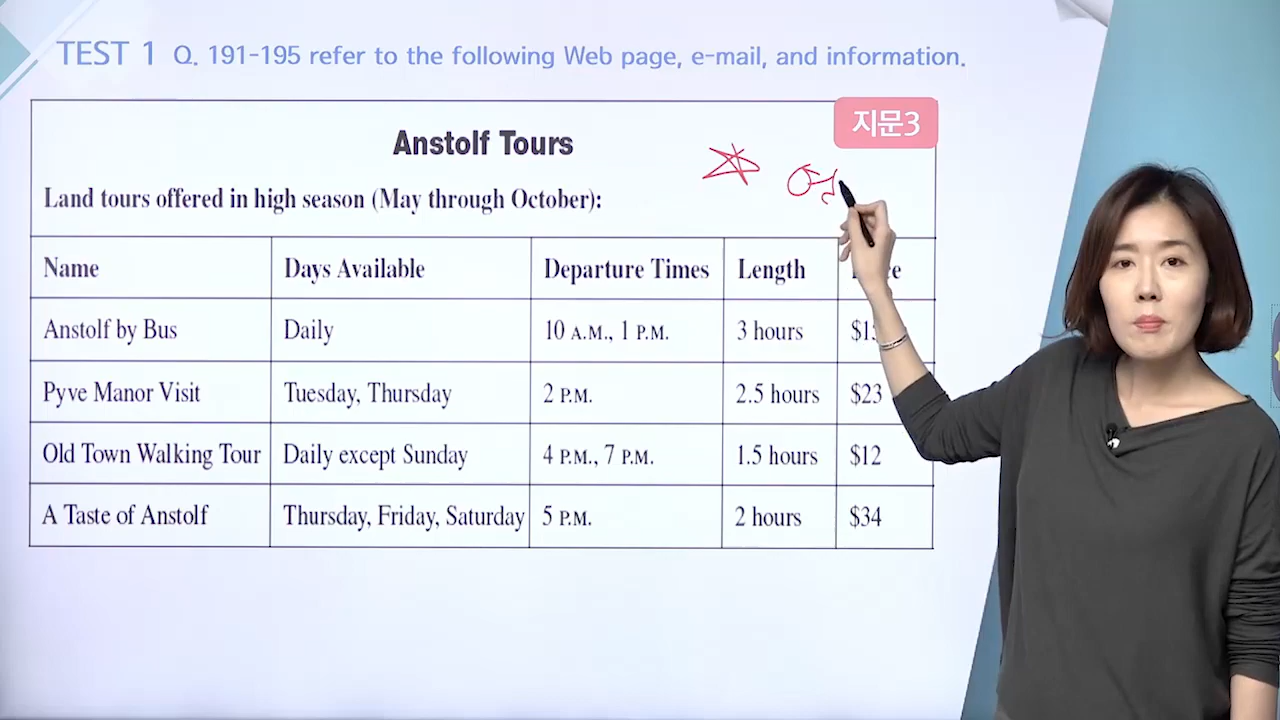 TEST 1 Q. 191-195 refer to the following Web page, e-mail, and information.
지문3
Anstolf Tours
Land tours offered in high season (May through October):
Name Days Available Departure Times Length
Anstolf by Bus Daily 10 A.M., 1 P.M. 3 hours
Pyve Manor Visit Tuesday, Thursday 2 P.M. 2.5 hours $23
Old Town Walking Tour Daily except Sunday 4 P.M., 7 P.M. 1.5 hours $12
A Taste of Anstolf Thursday, Friday, Saturday 5 P.M. 2 hours $34